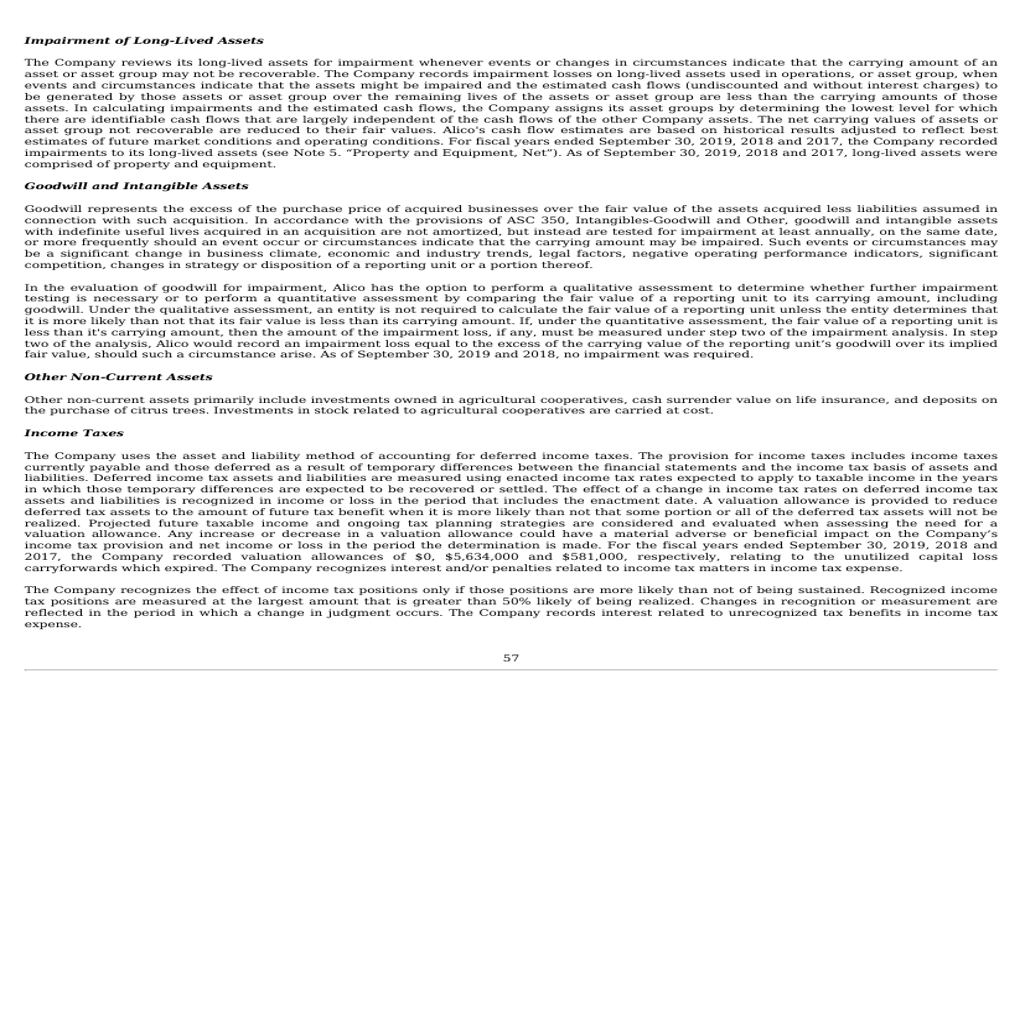 Impairment of Long-Lived Assets
The Company reviews its long-lived assets for impairment whenever events or changes in circumstances indicate that the carrying amount of an
asset or asset group may not be recoverable. The Company records impairment losses on long-lived assets used in operations, or asset group, when
events and circumstances indicate that the assets might be impaired and the estimated cash flows (undiscounted and without interest charges) to
be generated by those assets or asset group over the remaining lives of the assets or asset group are less than the carrying amounts of those
assets. In calculating impairments and the estimated cash flows, the Company assigns its asset groups by determining the lowest level for which
there are identifiable cash flows that are largely independent of the cash flows of the other Company assets. The net carrying values of assets or
asset group not recoverable are reduced to their fair values. Alico's cash flow estimates are based on historical results adjusted to reflect best
estimates of future market conditions and operating conditions. For fiscal years ended September 30, 2019, 2018 and 2017, the Company recorded
impairments to its long-lived assets (see Note 5. “Property and Equipment, Net”). As of September 30, 2019, 2018 and 2017, long-lived assets were
comprised of property and equipment.
Goodwill and Intangible Assets
Goodwill represents the excess of the purchase price of acquired businesses over the fair value of the assets acquired less liabilities assumed in
connection with such acquisition. In accordance with the provisions of ASC 350, Intangibles-Goodwill and Other, goodwill and intangible assets
with indefinite useful lives acquired in an acquisition are not amortized, but instead are tested for impairment at least annually, on the same date,
or more frequently should an event occur or circumstances indicate that the carrying amount may be impaired. Such events or circumstances may
be a significant change in business climate, economic and industry trends, legal factors, negative operating performance indicators, significant
competition, changes in strategy or disposition of a reporting unit or a portion thereof.
In the evaluation of goodwill for impairment, Alico has the option to perform a qualitative assessment to determine whether further impairment
testing is necessary or to perform a quantitative assessment by comparing the fair value of a reporting unit to its carrying amount, including
goodwill. Under the qualitative assessment, an entity is not required to calculate the fair value of a reporting unit unless the entity determines that
it is more likely than not that its fair value is less than its carrying amount. If, under the quantitative assessment, the fair value of a reporting unit is
less than it's carrying amount, then the amount of the impairment loss, if any, must be measured under step two of the impairment analysis. In step
two of the analysis, Alico would record an impairment loss equal to the excess of the carrying value of the reporting unit’s goodwill over its implied
fair value, should such a circumstance arise. As of September 30, 2019 and 2018, no impairment was required.
Other Non-Current Assets
Other non-current assets primarily include investments owned in agricultural cooperatives, cash surrender value on life insurance, and deposits on
the purchase of citrus trees. Investments in stock related to agricultural cooperatives are carried at cost.
Income Taxes
The Company uses the asset and liability method of accounting for deferred income taxes. The provision for income taxes includes income taxes
currently payable and those deferred as a result of temporary differences between the financial statements and the income tax basis of assets and
liabilities. Deferred income tax assets and liabilities are measured using enacted income tax rates expected to apply to taxable income in the years
in which those temporary differences are expected to be recovered or settled. The effect of a change in income tax rates on deferred income tax
assets and liabilities is recognized in income or loss in the period that includes the enactment date. A valuation allowance is provided to reduce
deferred tax assets to the amount of future tax benefit when it is more likely than not that some portion or all of the deferred tax assets will not be
realized. Projected future taxable income and ongoing tax planning strategies are considered and evaluated when assessing the need for a
valuation allowance. Any increase or decrease in a valuation allowance could have a material adverse or beneficial impact on the Company’s
income tax provision and net income or loss in the period the determination is made. For the fiscal years ended September 30, 2019, 2018 and
2017, the Company recorded valuation allowances of $0, $5,634,000 and $581,000, respectively, relating to the unutilized capital loss
carryforwards which expired. The Company recognizes interest and/or penalties related to income tax matters in income tax expense.
The Company recognizes the effect of income tax positions only if those positions are more likely than not of being sustained. Recognized income
tax positions are measured at the largest amount that is greater than 50% likely of being realized. Changes in recognition or measurement are
reflected in the period in which a change in judgment occurs. The Company records interest related to unrecognized tax benefits in income tax
expense.
57